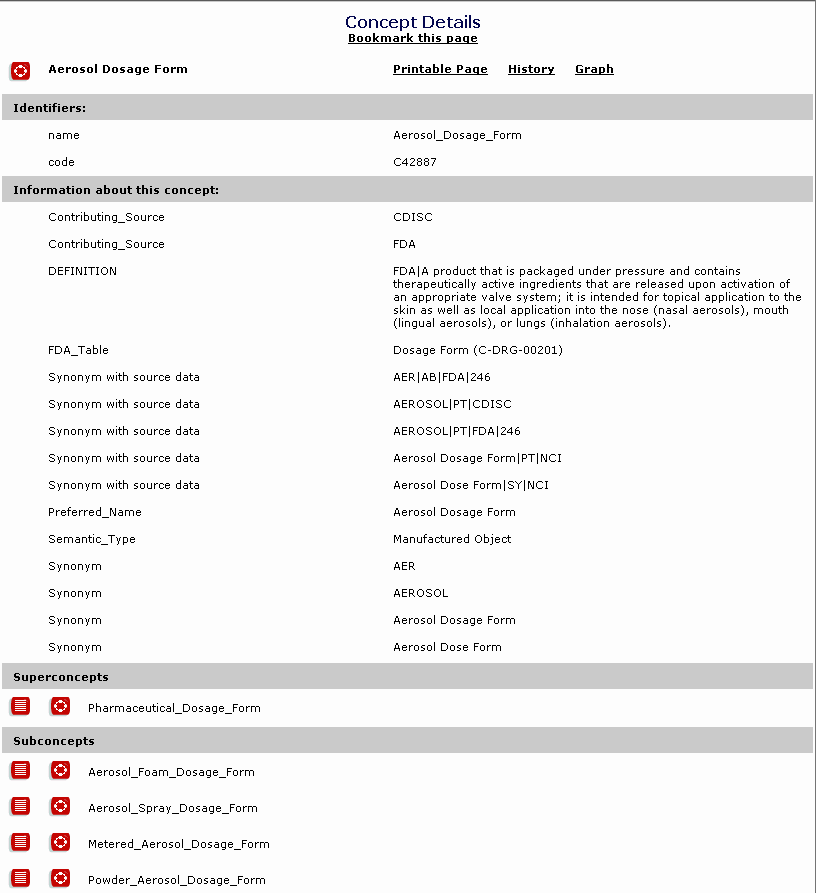 Concept Details
Bookmark this page
Aerosol Dosage Form Printable Page History Graph
Identifiers:
name Aerosol_Dosage_Form
code C42887
Information about this concept:
Contributing_Source CDISC
Contributing_Source FDA
DEFINITION FDA|A product that is packaged under pressure and contains
therapeutically active ingredients that are released upon activation of
an appropriate valve system; it is intended for topical application to the
skin as well as local application into the nose (nasal aerosols), mouth
(lingual aerosols), or lungs (inhalation aerosols).
FDA_Table Dosage Form (C-DRG-00201)
Synonym with source data AER|AB|FDA|246
Synonym with source data AEROSOL|PT|CDISC
Synonym with source data AEROSOL|PT|FDA|246
Synonym with source data Aerosol Dosage Form|PT|NCI
Synonym with source data Aerosol Dose Form|SY|NCI
Preferred_Name Aerosol Dosage Form
Semantic_Type Manufactured Object
Synonym AER
Synonym AEROSOL
Synonym Aerosol Dosage Form
Synonym Aerosol Dose Form
Superconcepts
Pharmaceutical_Dosage_Form
Subconcepts
Aerosol_Foam_Dosage_Form
Aerosol_Spray_Dosage_Form
Metered_Aerosol_Dosage_Form
Powder_Aerosol_Dosage_Form